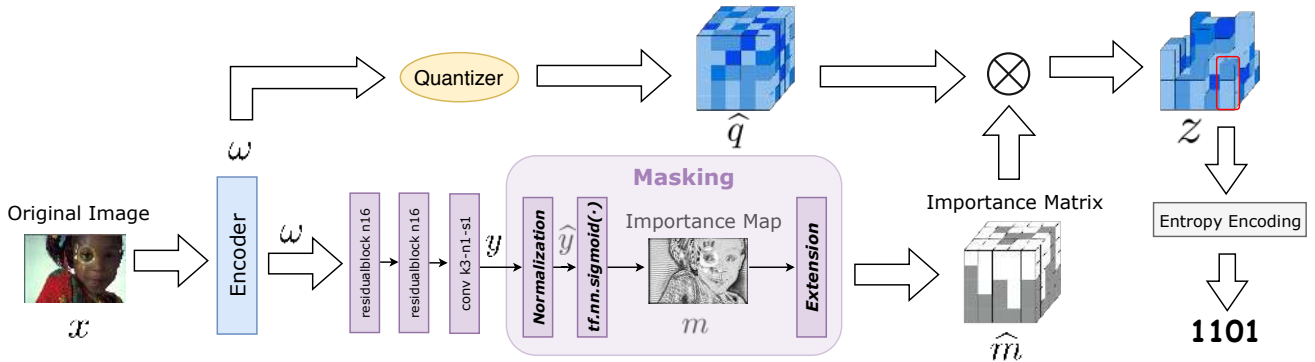 Quantizer
q̂
ω
z
Masking
Original Image
x
Encoder
ω
residualblock n16
residualblock n16
conv k3-n1-s1
y
Normalization
ŷ
tf.nn.sigmoid(·)
Importance Map
m
Extension
Importance Matrix
m̂
Entropy Encoding
1101